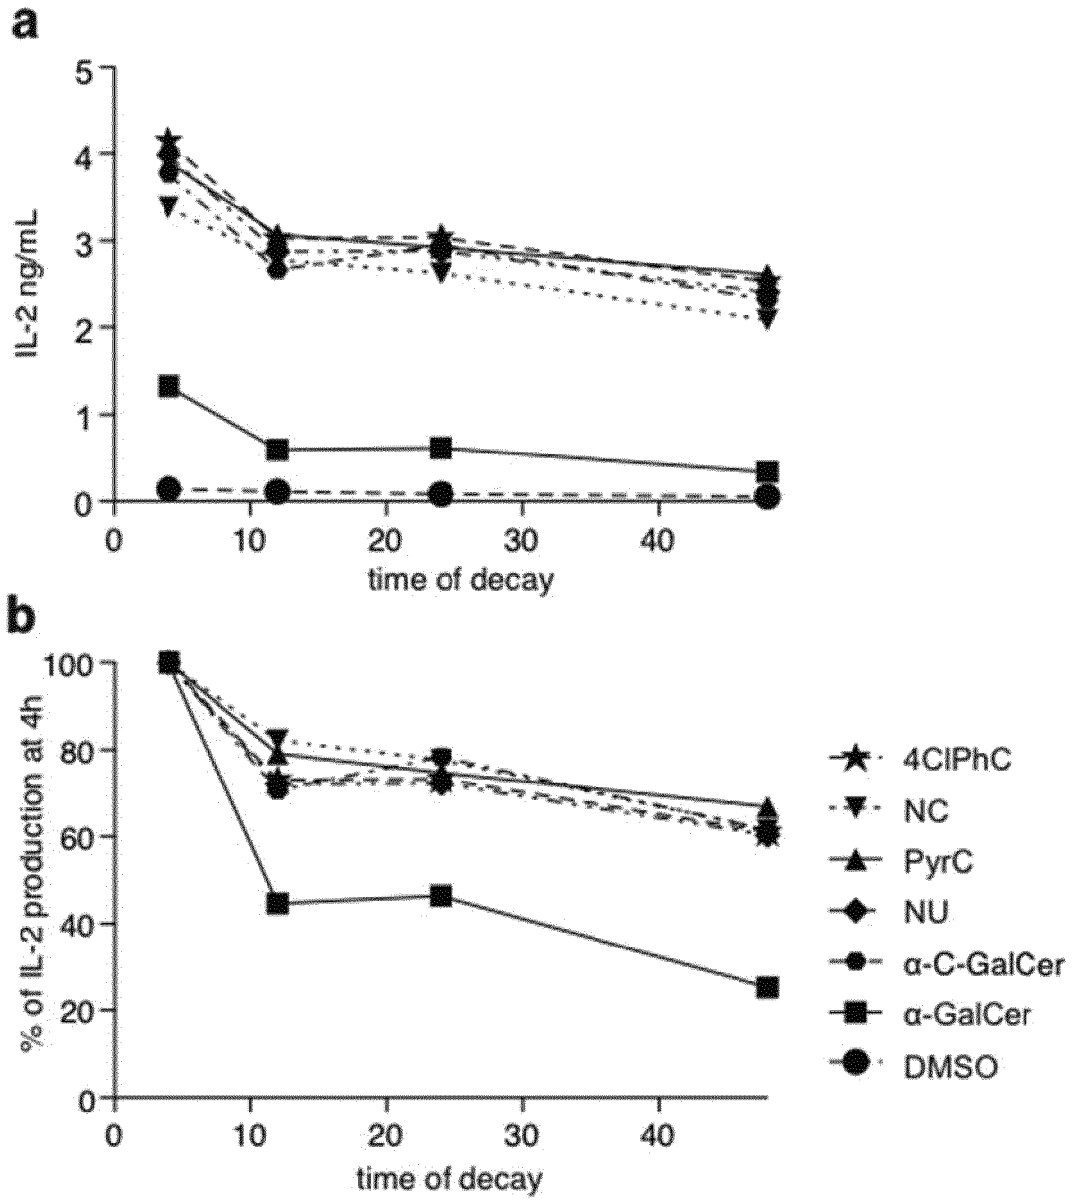 a
IL-2 ng/mL
5
4
3
2
1
0
0 10 20 30 40
time of decay
b
% of IL-2 production at 4h
100
80
60
40
20
0
0 10 20 30 40
time of decay
4ClPhC
NC
PyrC
NU
α-C-GalCer
α-GalCer
DMSO